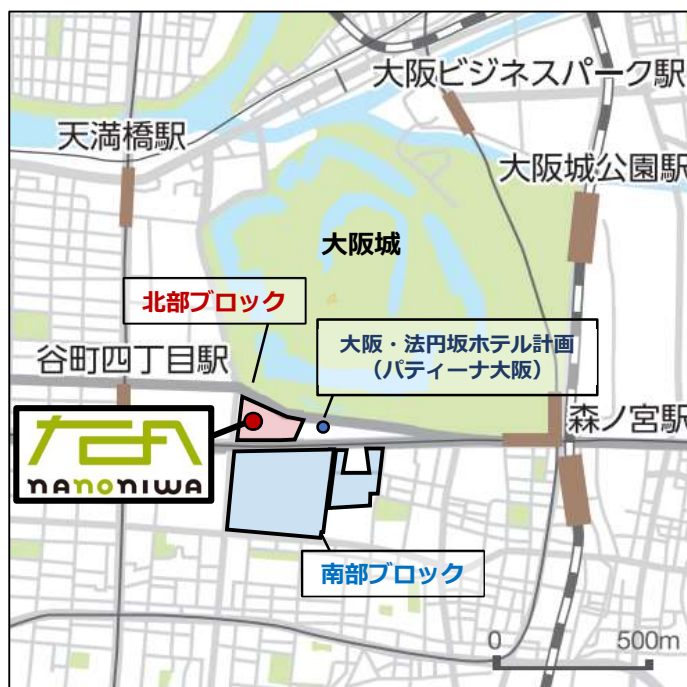 大阪ビジネスパーク駅
天満橋駅
大阪城公園駅
大阪城
北部ブロック
大阪・法円坂ホテル計画
（パティーナ大阪）
谷町四丁目駅
森ノ宮駅
nanoniwa
南部ブロック
0 500m